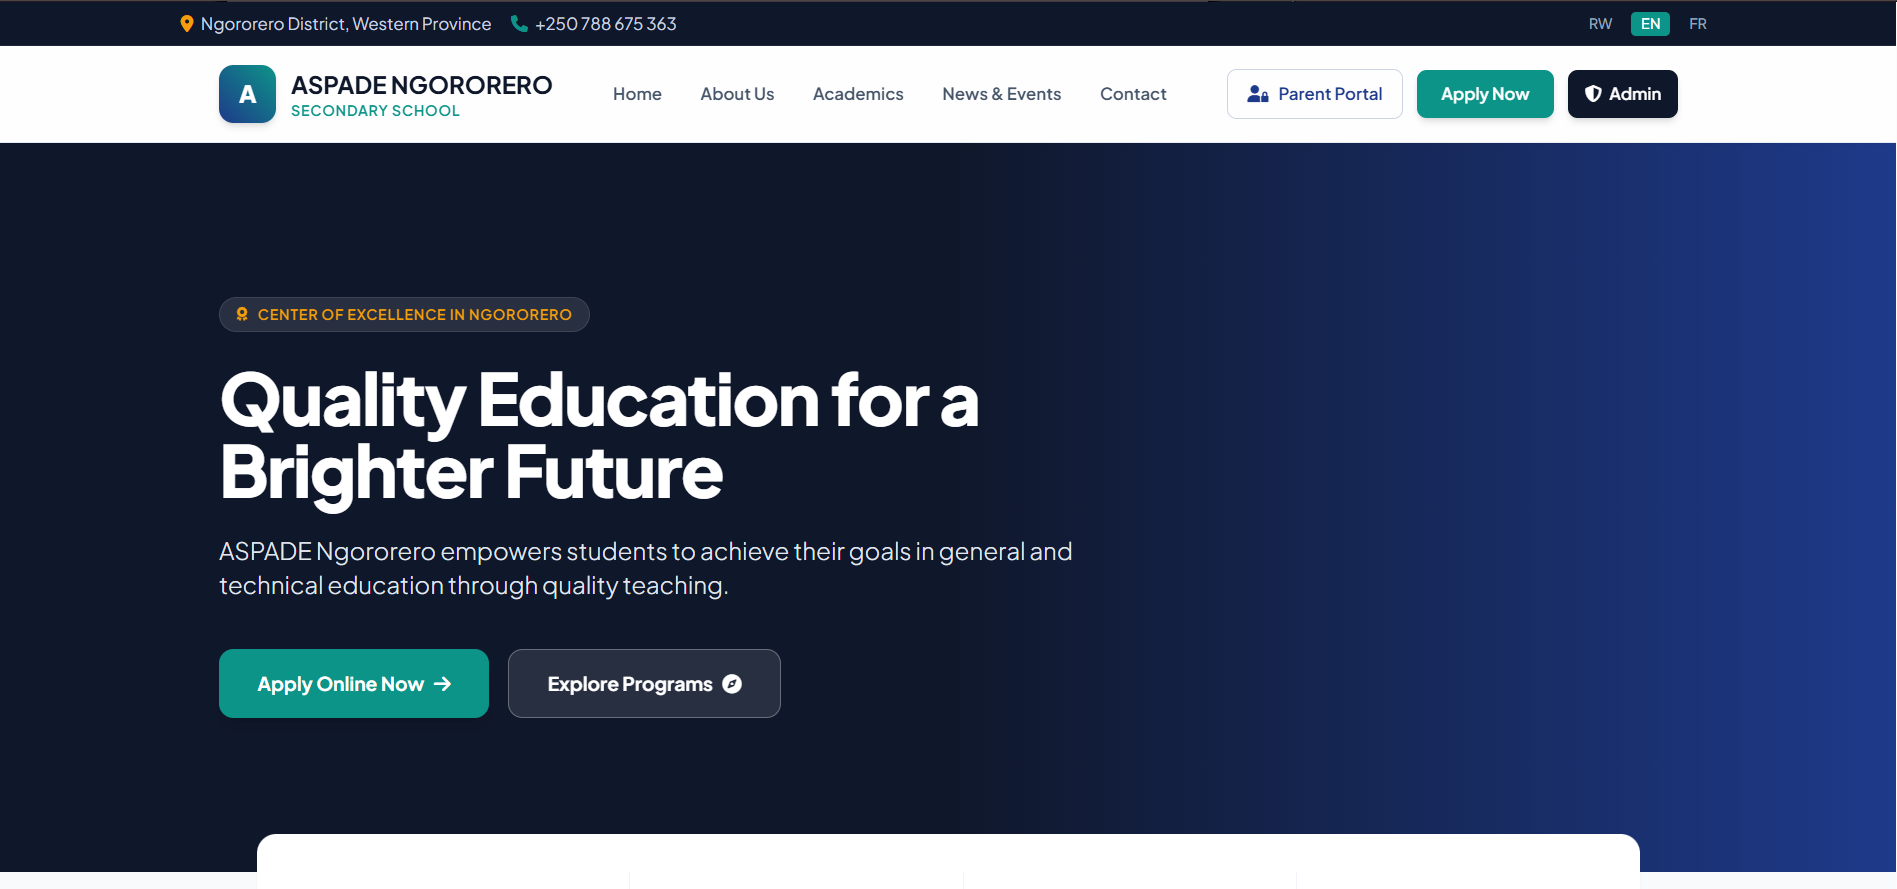 Ngororero District, Western Province +250 788 675 363 RW EN FR
A
ASPADE NGORORERO
SECONDARY SCHOOL
Home About Us Academics News & Events Contact Parent Portal Apply Now Admin
CENTER OF EXCELLENCE IN NGORORERO
Quality Education for a
Brighter Future
ASPADE Ngororero empowers students to achieve their goals in general and
technical education through quality teaching.
Apply Online Now Explore Programs